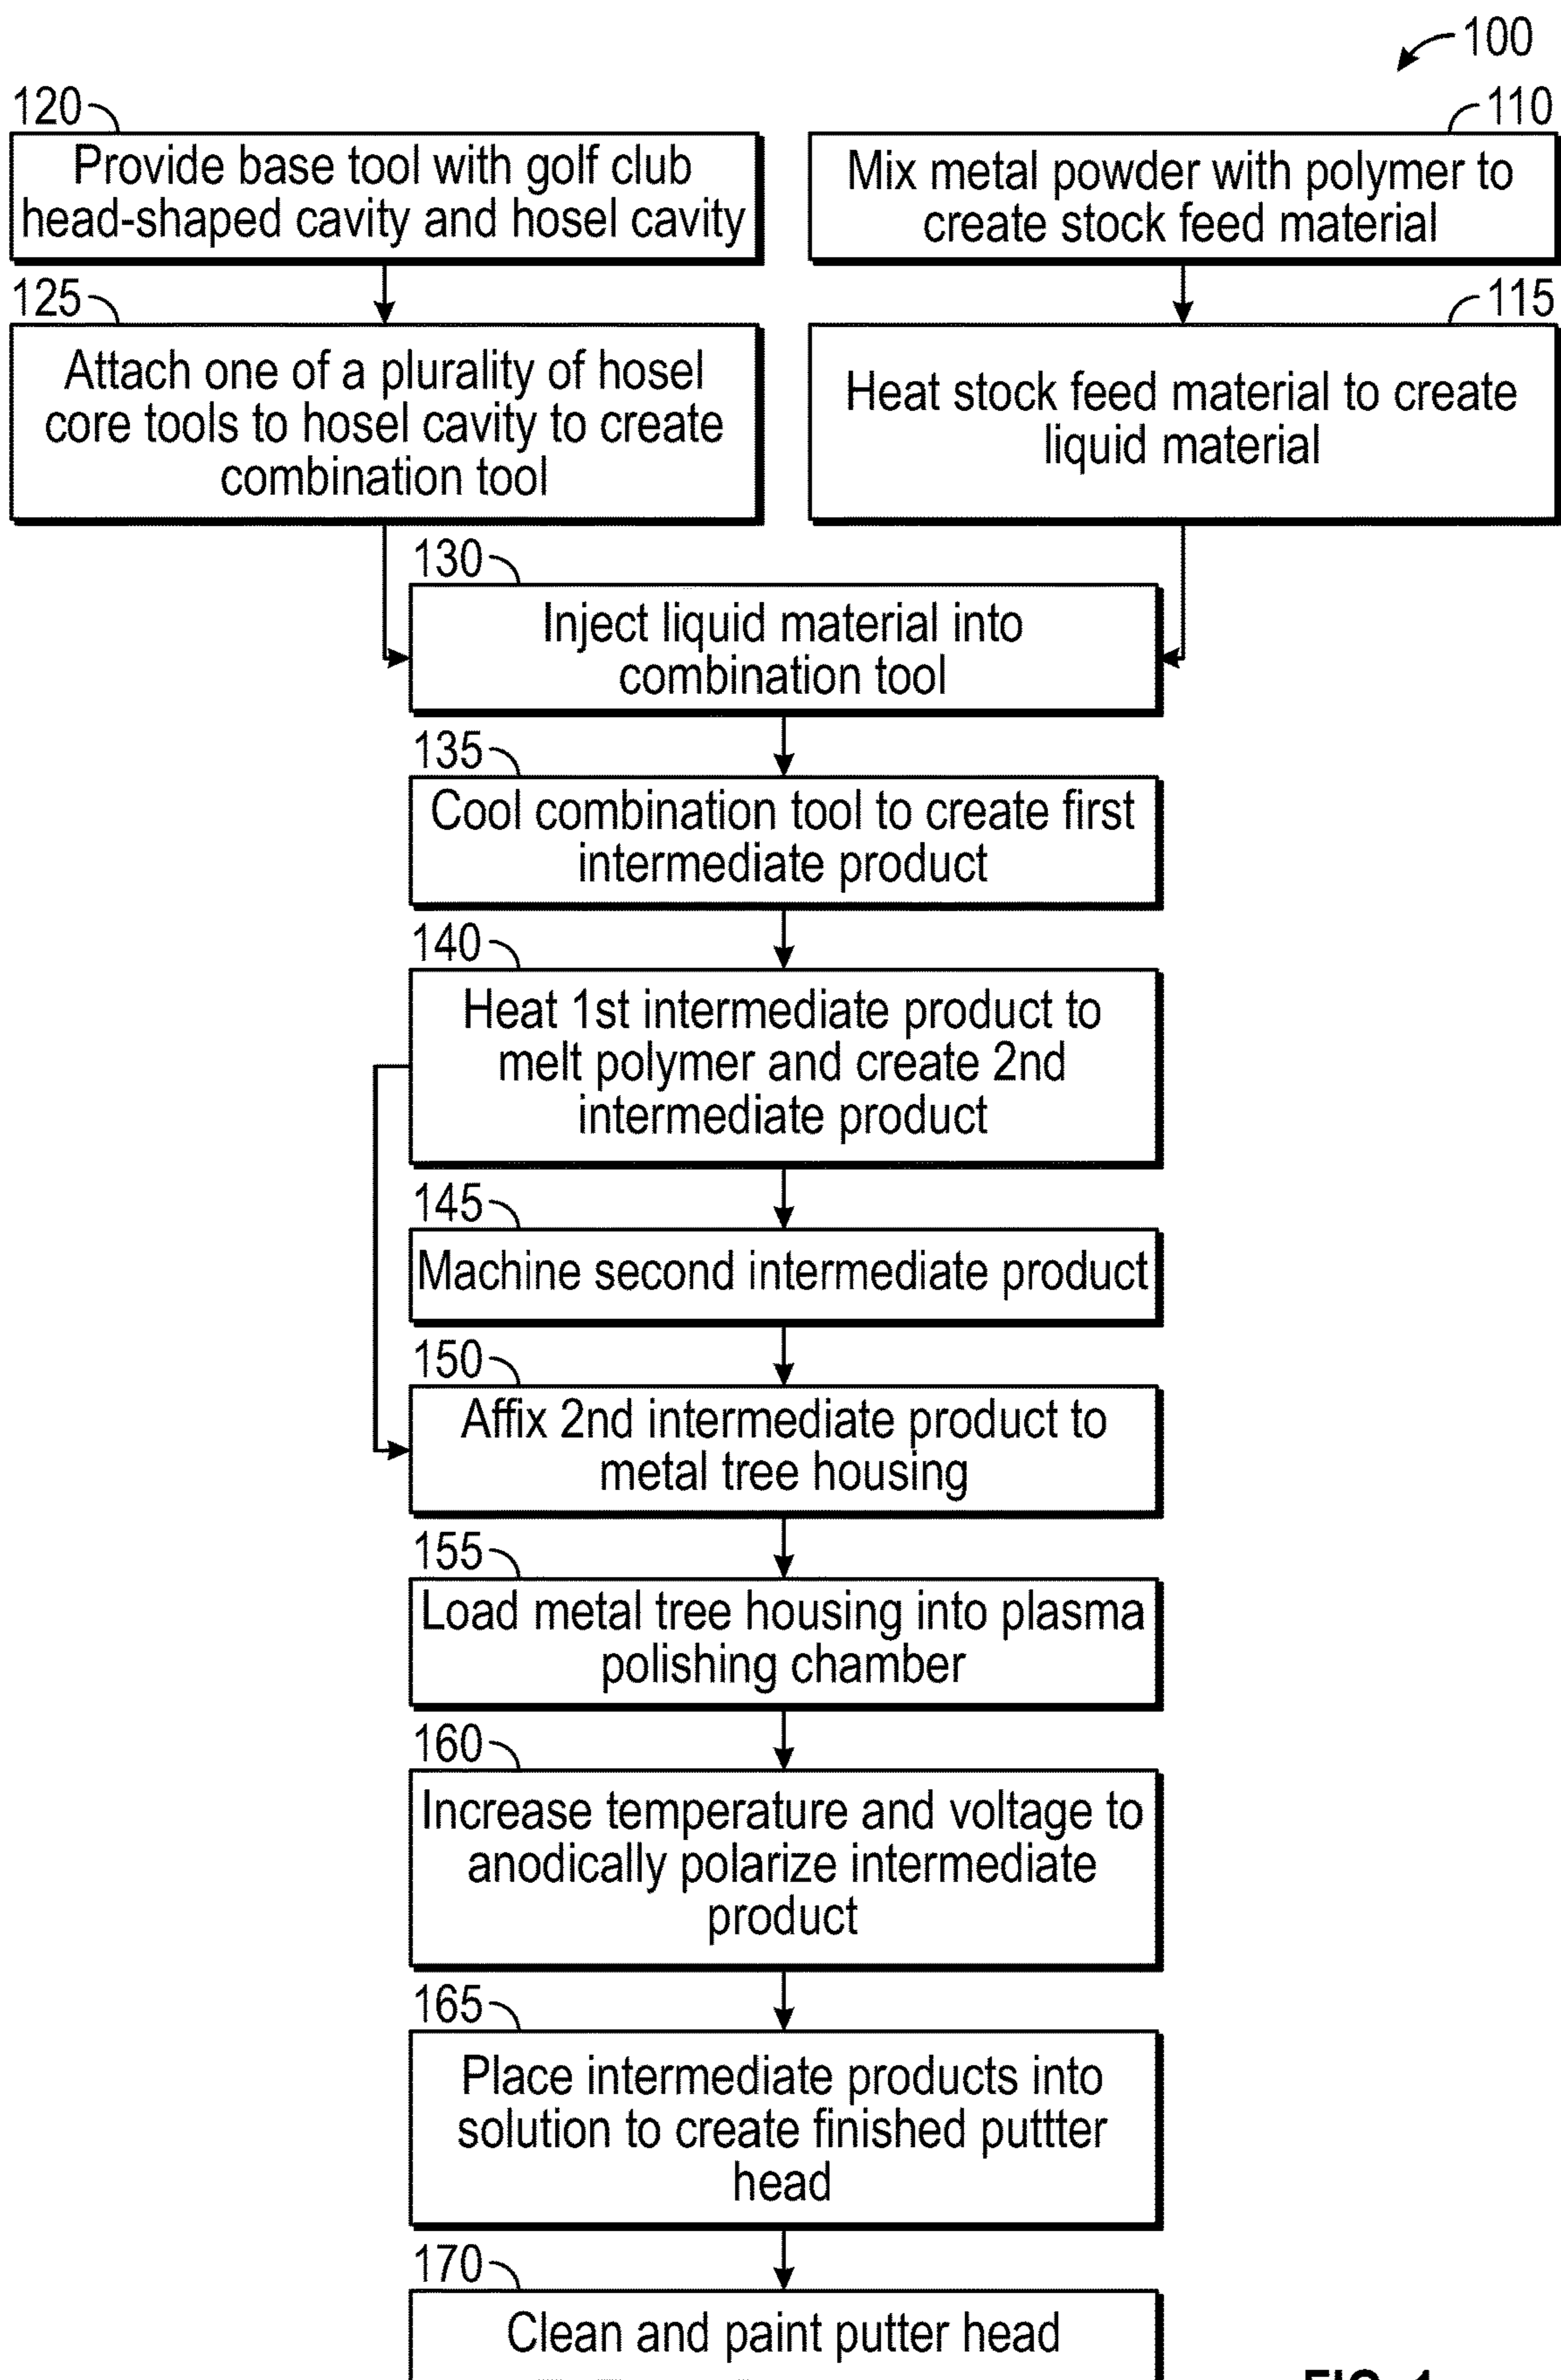 100
120
Provide base tool with golf club
head-shaped cavity and hosel cavity
110
Mix metal powder with polymer to
create stock feed material
125
Attach one of a plurality of hosel
core tools to hosel cavity to create
combination tool
115
Heat stock feed material to create
liquid material
130
Inject liquid material into
combination tool
135
Cool combination tool to create first
intermediate product
140
Heat 1st intermediate product to
melt polymer and create 2nd
intermediate product
145
Machine second intermediate product
150
Affix 2nd intermediate product to
metal tree housing
155
Load metal tree housing into plasma
polishing chamber
160
Increase temperature and voltage to
anodically polarize intermediate
product
165
Place intermediate products into
solution to create finished puttter
head
170
Clean and paint putter head
FIG. 1